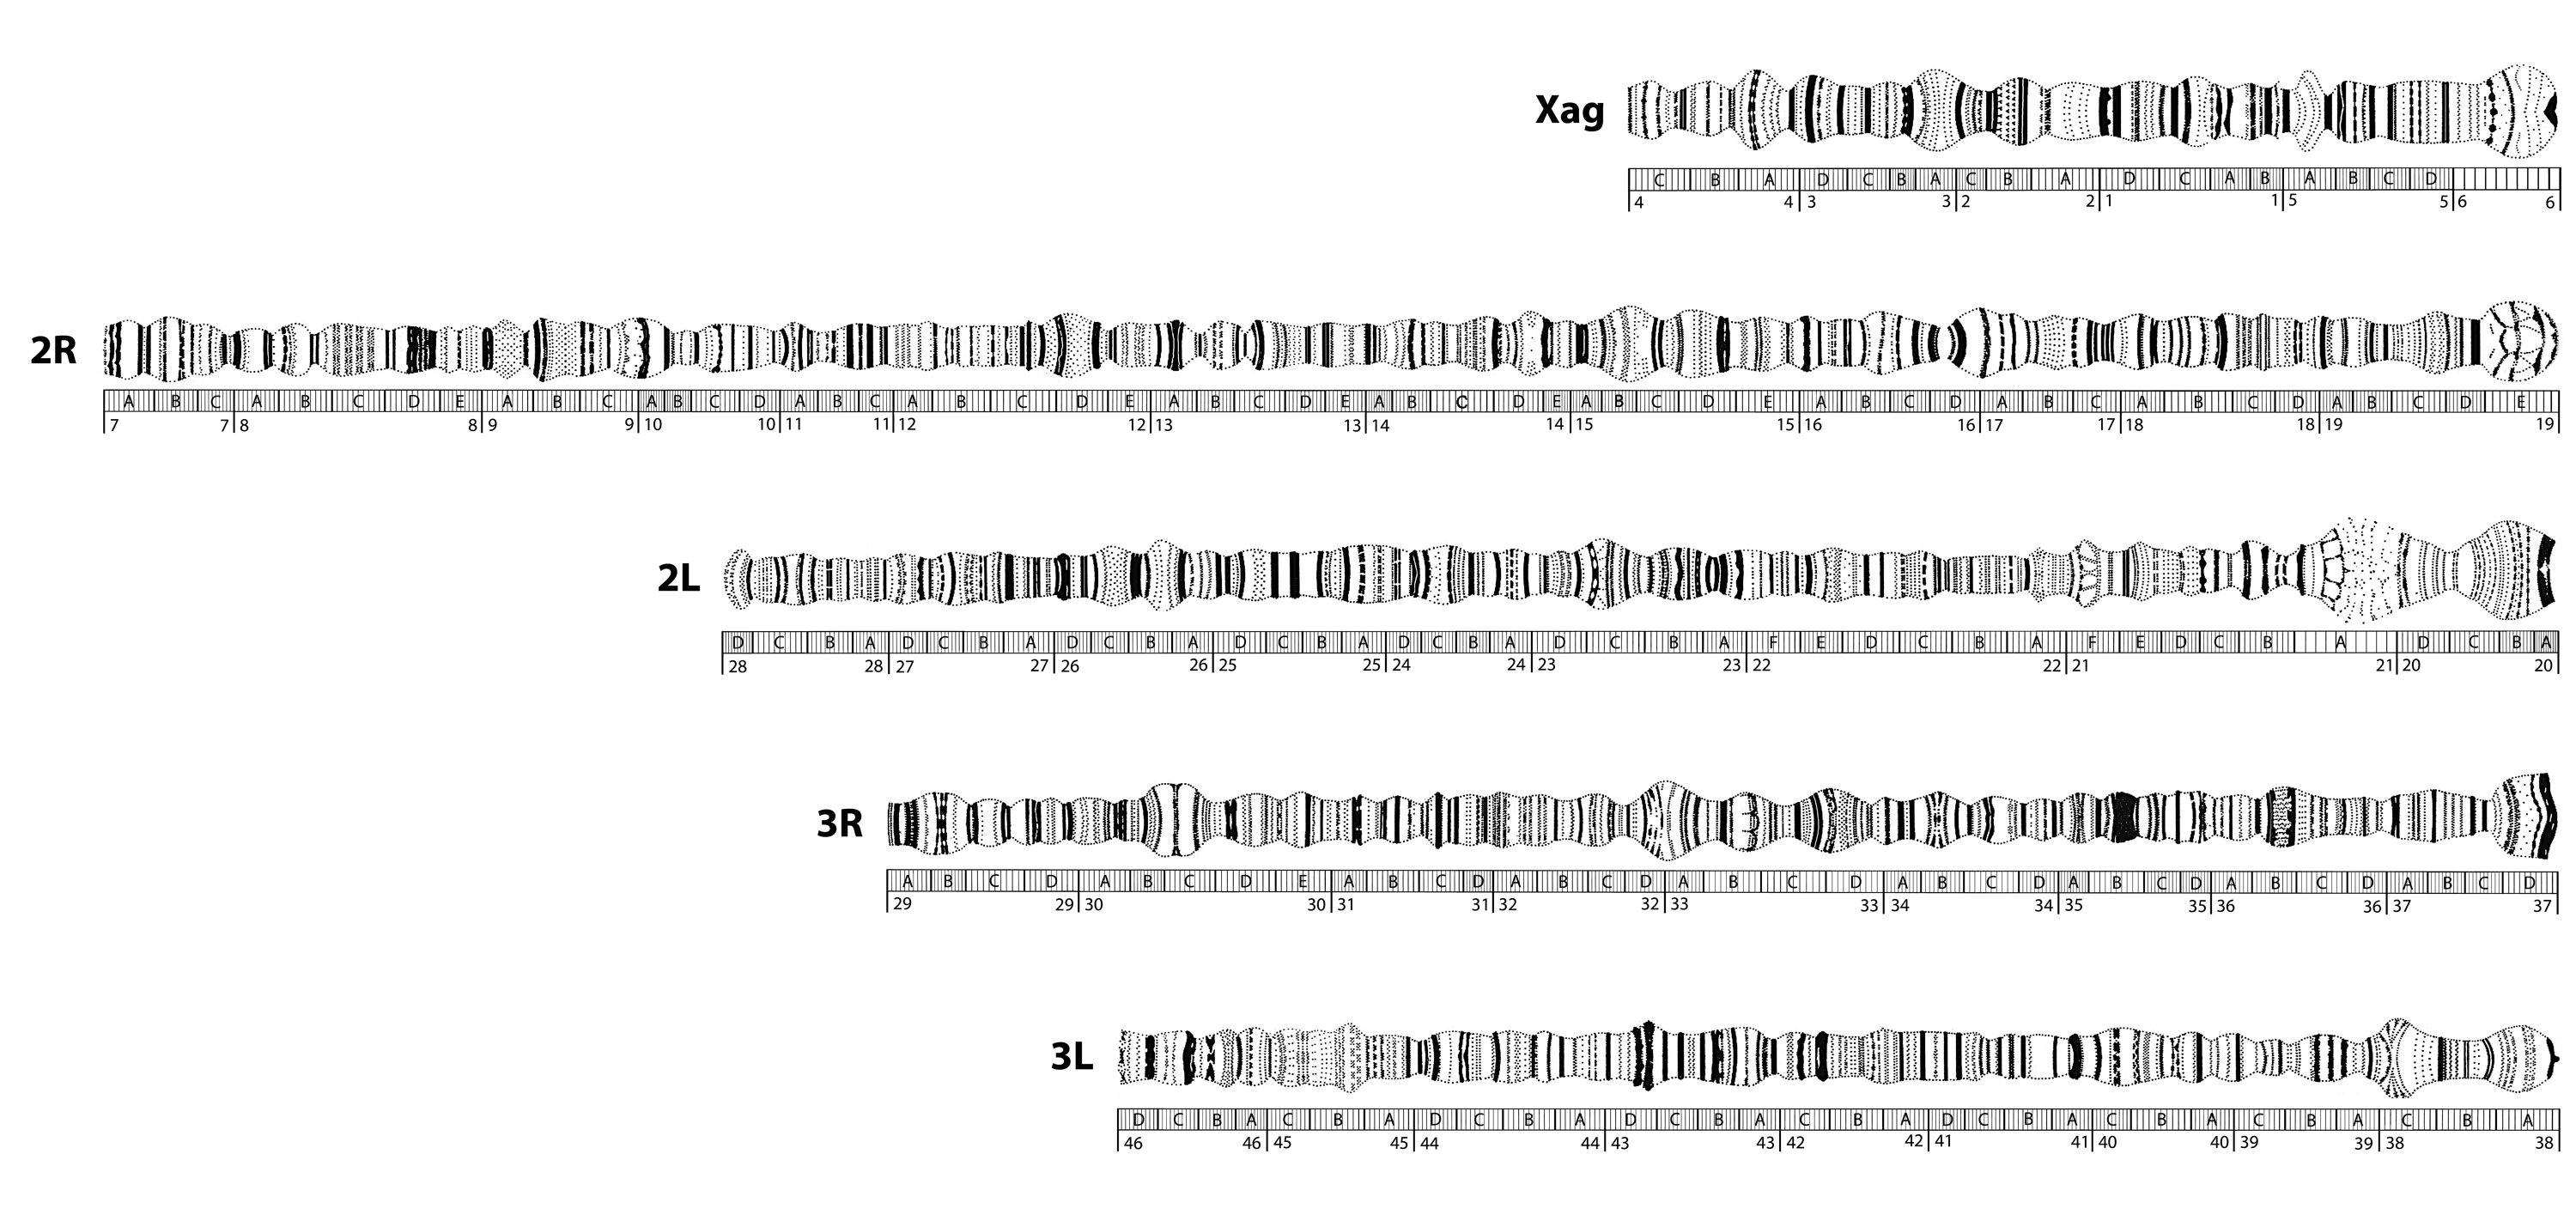 Xag
C B A D C B A C B A D C A B A B C D
4 4 3 3 2 2 1 1 5 5 6 6
2R
A B C A B C D E A B C A B C D A B C A B C D E A B C D E A B C D E A B C D E A B C D A B C A B C D A B C D E
7 7 8 8 9 9 10 10 11 11 12 12 13 13 14 14 15 15 16 16 17 17 18 18 19 19
2L
D C B A D C B A D C B A D C B A D C B A D C B A F E D C B A F E D C B A D C B A
28 28 27 27 26 26 25 25 24 24 23 23 22 22 21 21 20 20
3R
A B C D A B C D E A B C D A B C D A B C D A B C D A B C D A B C D A B C D
29 29 30 30 31 31 32 32 33 33 34 34 35 35 36 36 37 37
3L
D C B A C B A D C B A D C B A C B A D C B A C B A C B A C B A
46 46 45 45 44 44 43 43 42 42 41 41 40 40 39 39 38 38